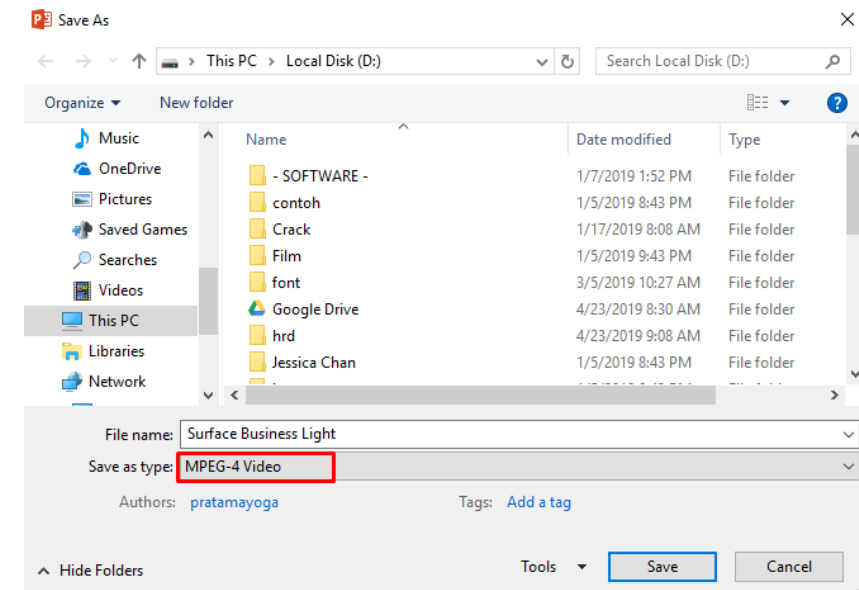 Save As
This PC > Local Disk (D:)
Search Local Disk (D:)
Organize
New folder
?
Music
OneDrive
Pictures
Saved Games
Searches
Videos
This PC
Libraries
Network
Name Date modified Type
- SOFTWARE - 1/7/2019 1:52 PM File folder
contoh 1/5/2019 8:43 PM File folder
Crack 1/17/2019 8:08 AM File folder
Film 1/5/2019 9:43 PM File folder
font 3/5/2019 10:27 AM File folder
Google Drive 4/23/2019 8:30 AM File folder
hrd 4/23/2019 9:08 AM File folder
Jessica Chan 1/5/2019 8:43 PM File folder
File name: Surface Business Light
Save as type: MPEG-4 Video
Authors: pratamayoga Tags: Add a tag
Hide Folders Tools Save Cancel